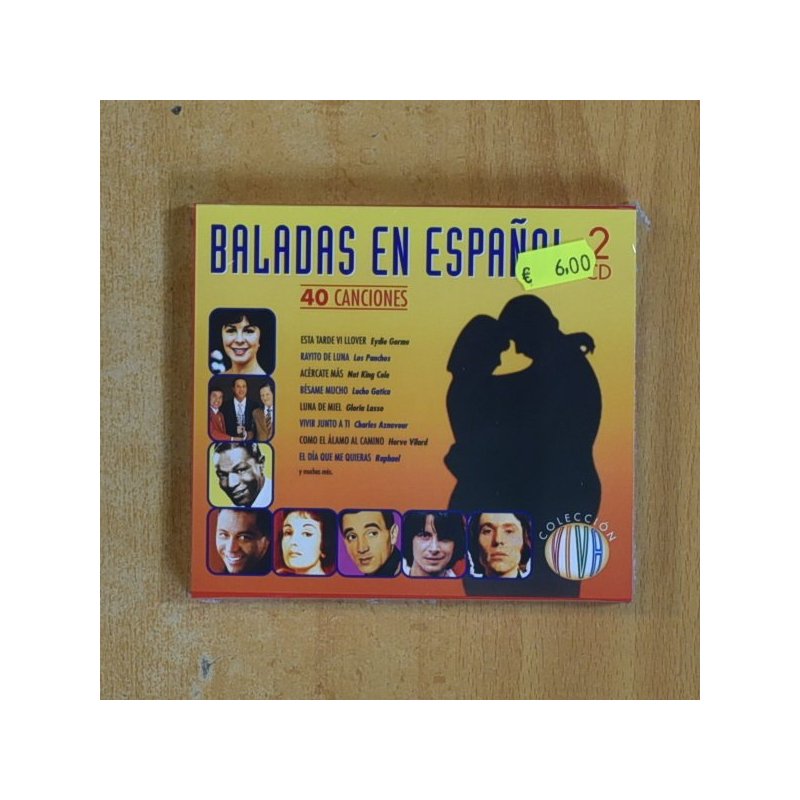 BALADAS EN ESPAÑOL 2
CD
€ 6,00
40 CANCIONES
ESTA TARDE VI LLOVER Eydie Gorme
RAYITO DE LUNA Los Panchos
ACÉRCATE MÁS Nat King Cole
BÉSAME MUCHO Lucho Gatica
LUNA DE MIEL Gloria Lasso
VIVIR JUNTO A TI Charles Aznavour
COMO EL ÁLAMO AL CAMINO Herve Vilard
EL DÍA QUE ME QUIERAS Raphael
y muchas más.
COLECCIÓN
VIVA